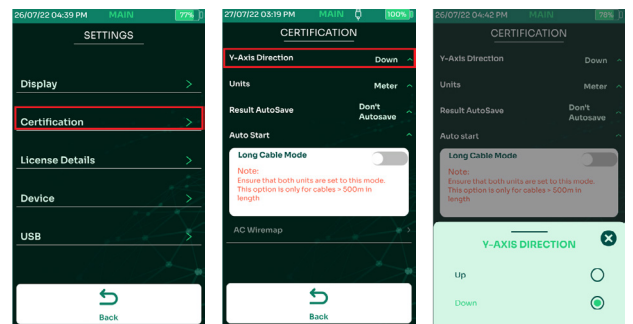 26/07/22 04:39 PM MAIN 77%
SETTINGS
Display
Certification
License Details
Device
USB
Back
27/07/22 03:19 PM MAIN 100%
CERTIFICATION
Y-Axis Direction Down
Units Meter
Result AutoSave Don't
Autosave
Auto Start
Long Cable Mode
Note:
Ensure that both units are set to this mode.
This option is only for cables > 500m in
length
AC Wiremap
Back
26/07/22 04:42 PM MAIN 78%
CERTIFICATION
Y-Axis Direction Down
Units Meter
Result AutoSave Don't
Autosave
Auto start
Long Cable Mode
Note:
Ensure that both units are set to this mode.
This option is only for cables > 500m in
length
Y-AXIS DIRECTION
Up
Down